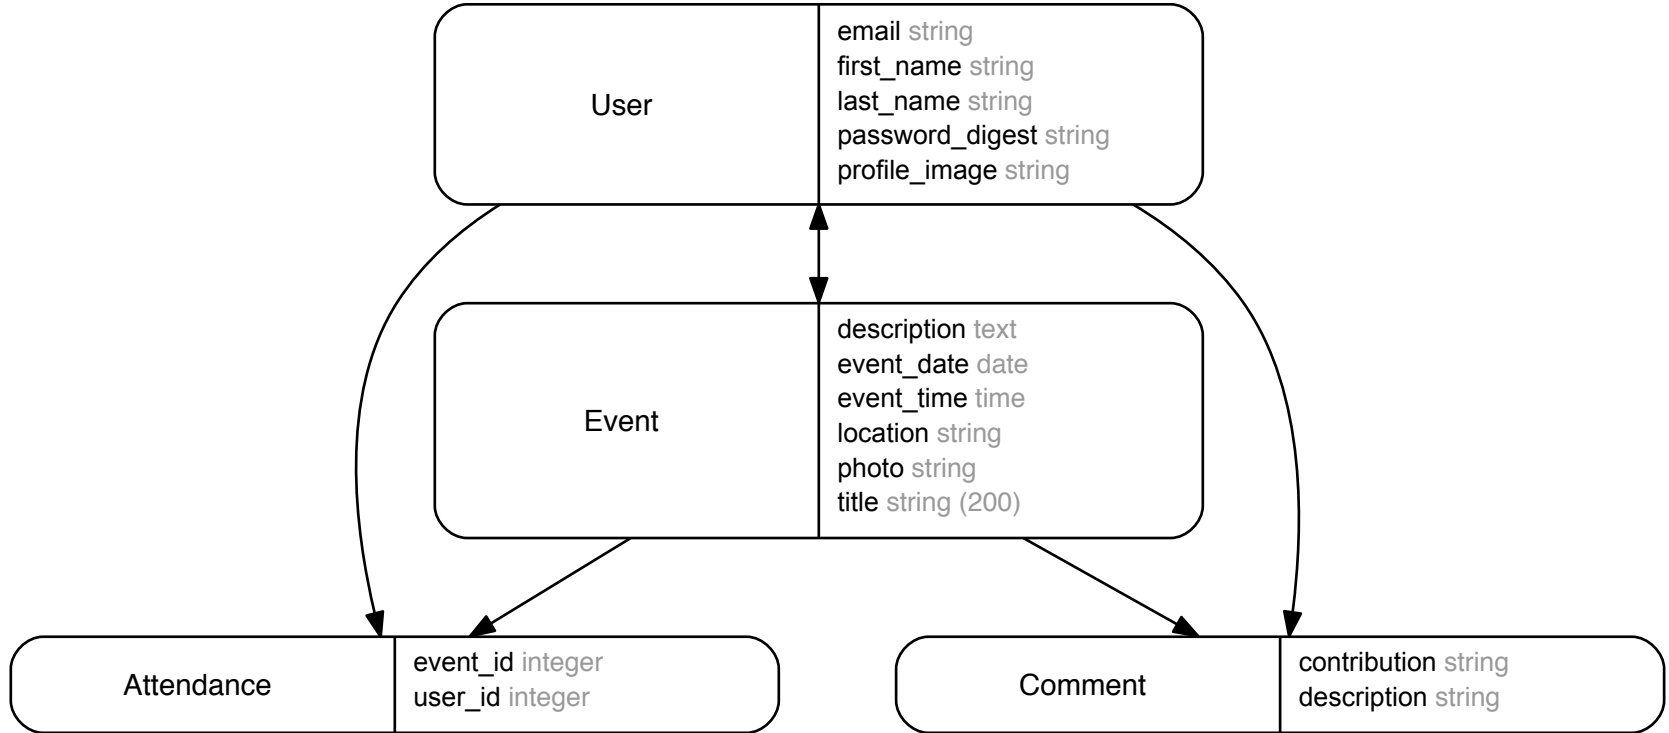 User
email string
first_name string
last_name string
password_digest string
profile_image string
Event
description text
event_date date
event_time time
location string
photo string
title string (200)
Attendance
event_id integer
user_id integer
Comment
contribution string
description string